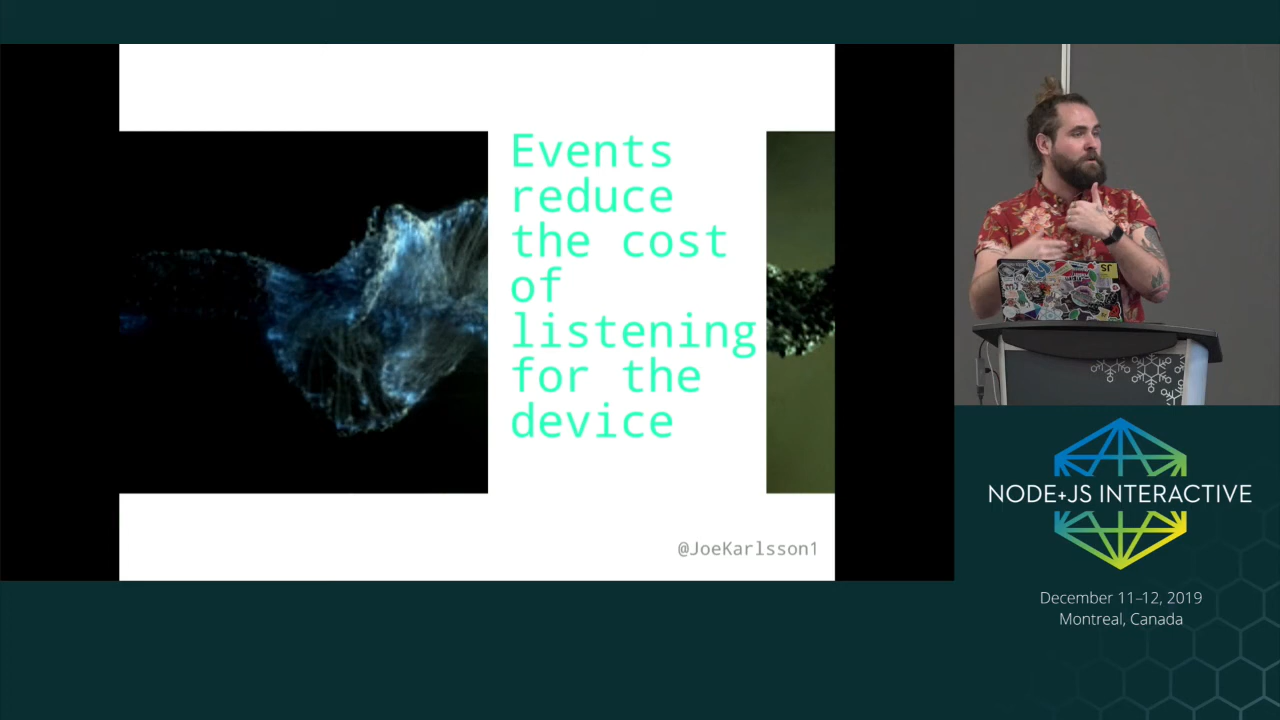 Events
reduce
the cost
of
listening
for the
device
@JoeKarlsson1
JS
NODE+JS INTERACTIVE
December 11–12, 2019
Montreal, Canada